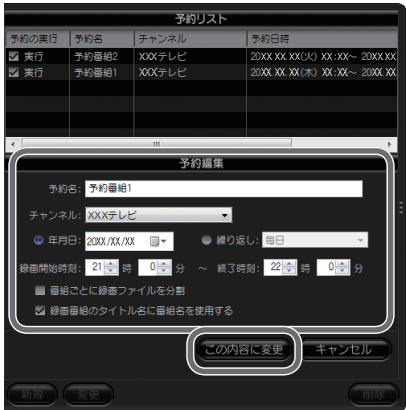 予約リスト
予約の実行 予約名 チャンネル 予約日時
実行 予約番組2 XXXテレビ 20XX.XX.XX(火) XX:XX～ 20XX.XX
実行 予約番組1 XXXテレビ 20XX.XX.XX(木) XX:XX～ 20XX.XX
予約編集
予約名: 予約番組1
チャンネル: XXXテレビ
年月日: 20XX/XX/XX 繰り返し: 毎日
録画開始時刻: 21 時 0 分 ～ 終了時刻: 22 時 0 分
番組ごとに録画ファイルを分割
録画番組のタイトル名に番組名を使用する
この内容に変更 キャンセル
新規 変更 削除